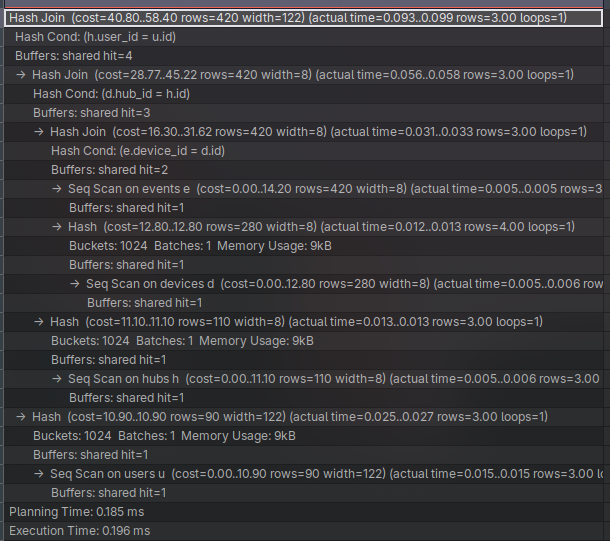 Hash Join (cost=40.80..58.40 rows=420 width=122) (actual time=0.093..0.099 rows=3.00 loops=1)
Hash Cond: (h.user_id = u.id)
Buffers: shared hit=4
→ Hash Join (cost=28.77..45.22 rows=420 width=8) (actual time=0.056..0.058 rows=3.00 loops=1)
Hash Cond: (d.hub_id = h.id)
Buffers: shared hit=3
→ Hash Join (cost=16.30..31.62 rows=420 width=8) (actual time=0.031..0.033 rows=3.00 loops=1)
Hash Cond: (e.device_id = d.id)
Buffers: shared hit=2
→ Seq Scan on events e (cost=0.00..14.20 rows=420 width=8) (actual time=0.005..0.005 rows=3
Buffers: shared hit=1
→ Hash (cost=12.80..12.80 rows=280 width=8) (actual time=0.012..0.013 rows=4.00 loops=1)
Buckets: 1024 Batches: 1 Memory Usage: 9kB
Buffers: shared hit=1
→ Seq Scan on devices d (cost=0.00..12.80 rows=280 width=8) (actual time=0.005..0.006 row
Buffers: shared hit=1
→ Hash (cost=11.10..11.10 rows=110 width=8) (actual time=0.013..0.013 rows=3.00 loops=1)
Buckets: 1024 Batches: 1 Memory Usage: 9kB
Buffers: shared hit=1
→ Seq Scan on hubs h (cost=0.00..11.10 rows=110 width=8) (actual time=0.005..0.006 rows=3.00
Buffers: shared hit=1
→ Hash (cost=10.90..10.90 rows=90 width=122) (actual time=0.025..0.027 rows=3.00 loops=1)
Buckets: 1024 Batches: 1 Memory Usage: 9kB
Buffers: shared hit=1
→ Seq Scan on users u (cost=0.00..10.90 rows=90 width=122) (actual time=0.015..0.015 rows=3.00 l
Buffers: shared hit=1
Planning Time: 0.185 ms
Execution Time: 0.196 ms